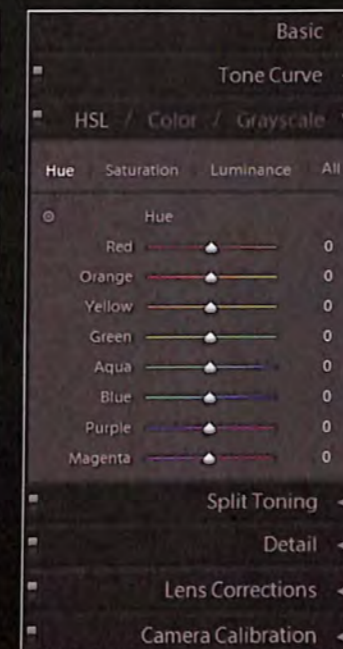 Basic
Tone Curve
HSL / Color / Grayscale
Hue Saturation Luminance All
Hue
Red 0
Orange 0
Yellow 0
Green 0
Aqua 0
Blue 0
Purple 0
Magenta 0
Split Toning
Detail
Lens Corrections
Camera Calibration